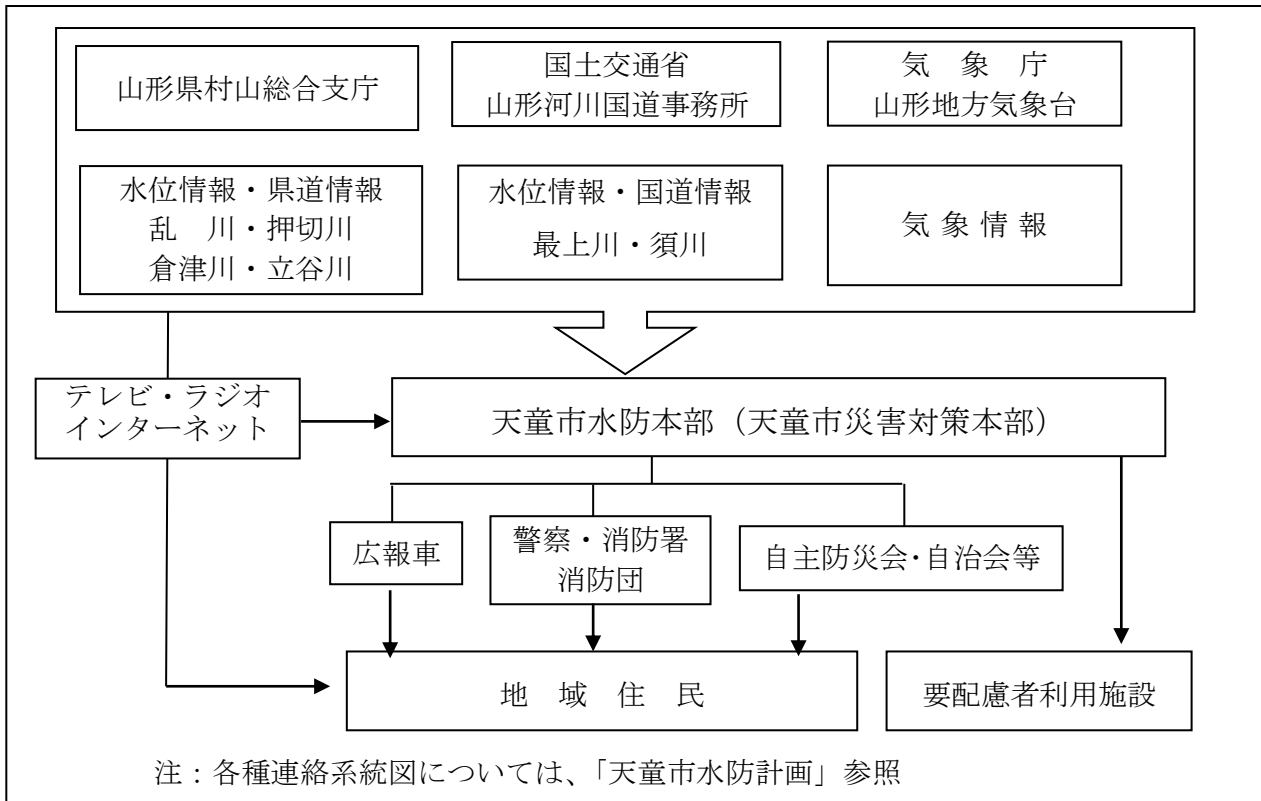 山形県村山総合支庁
国土交通省
山形河川国道事務所
気　象　庁
山形地方気象台
水位情報・県道情報
乱　川・押切川
倉津川・立谷川
水位情報・国道情報
最上川・須川
気 象 情 報
テレビ・ラジオ
インターネット
天童市水防本部（天童市災害対策本部）
広報車
警察・消防署
消防団
自主防災会・自治会等
地　域　住　民
要配慮者利用施設
注：各種連絡系統図については、「天童市水防計画」参照